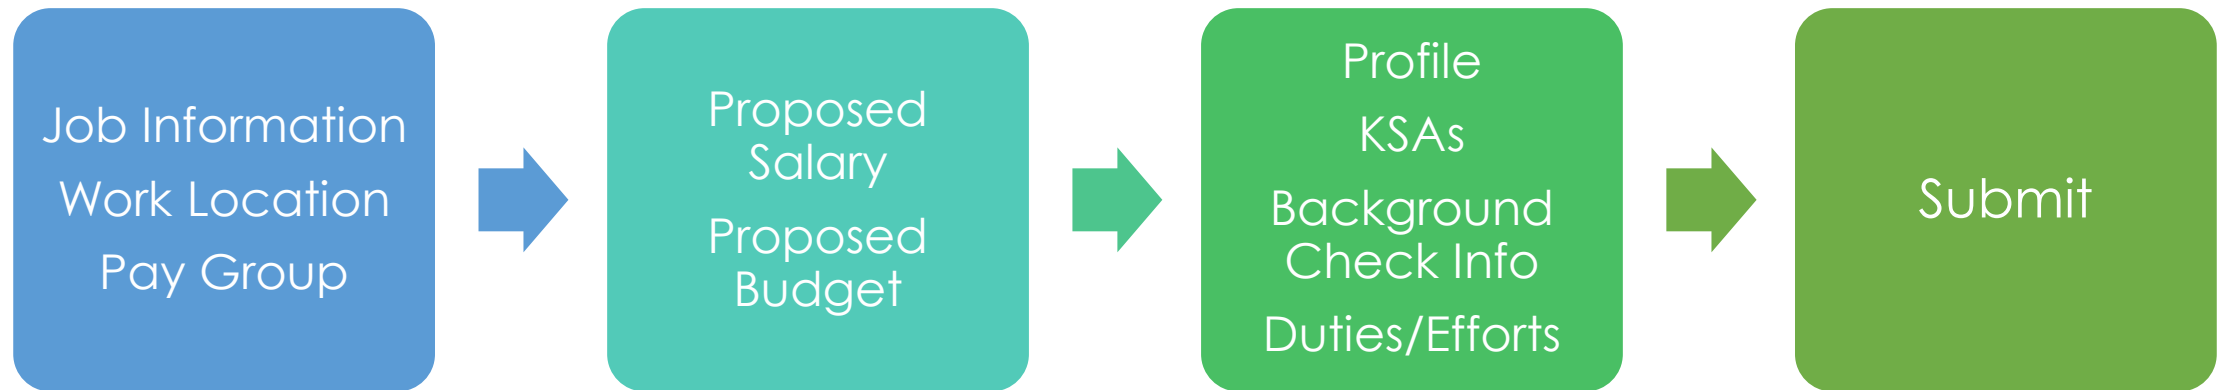 Job Information
Work Location
Pay Group
Proposed
Salary
Proposed
Budget
Profile
KSAs
Background
Check Info
Duties/Efforts
Submit